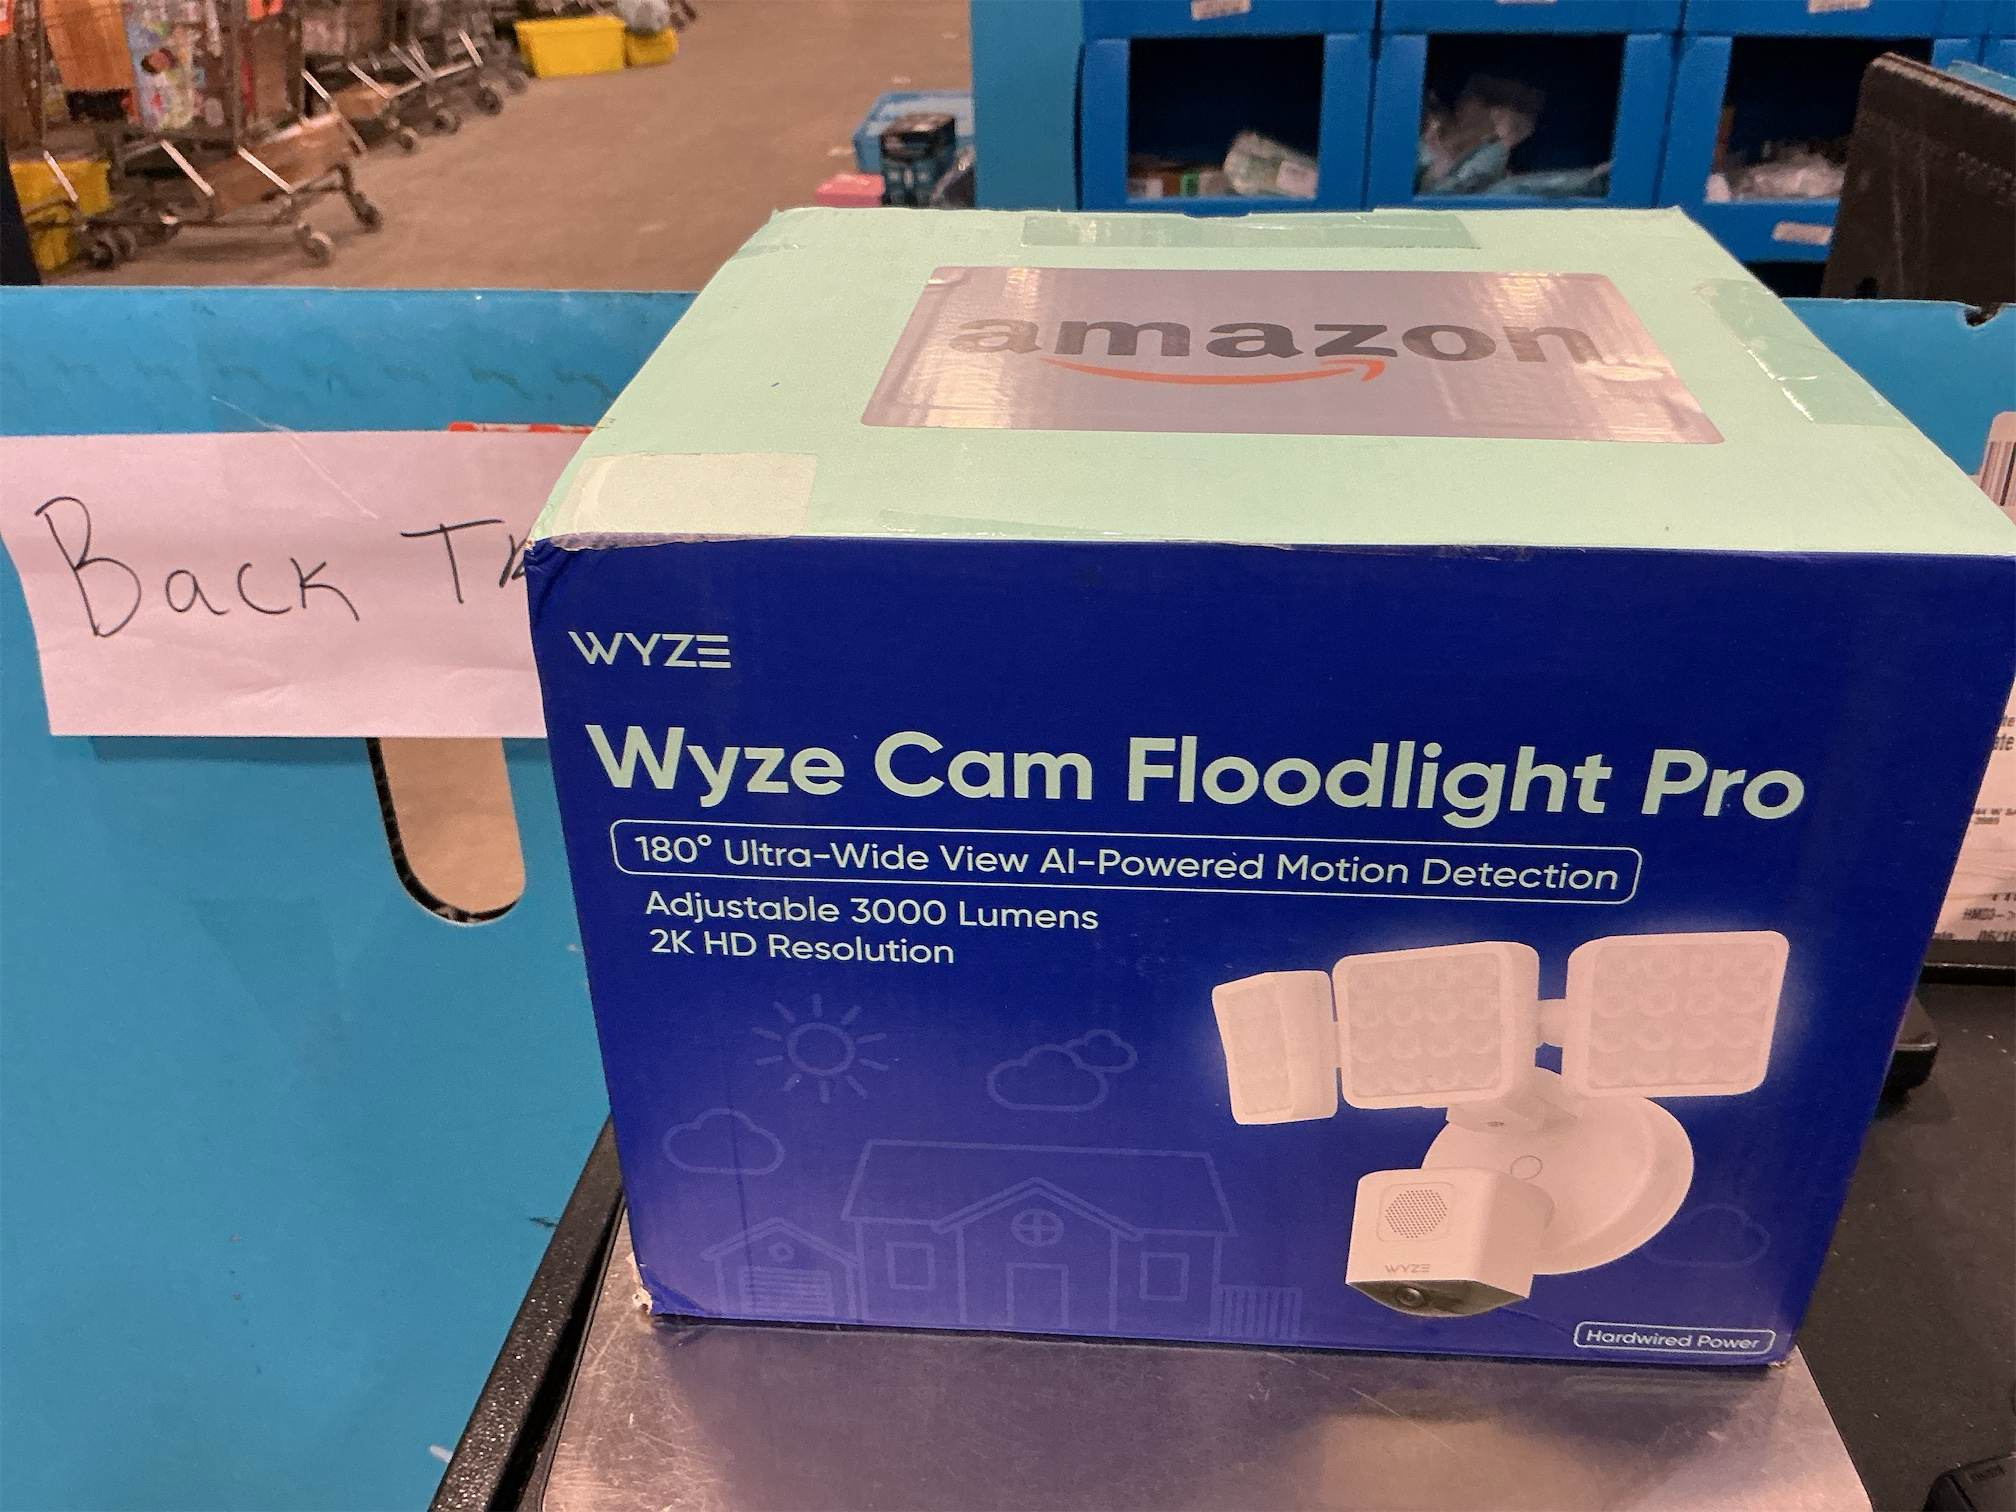 amazon
Back
WYZE
Wyze Cam Floodlight Pro
180° Ultra-Wide View AI-Powered Motion Detection
Adjustable 3000 Lumens
2K HD Resolution
WYZE
Hardwired Power